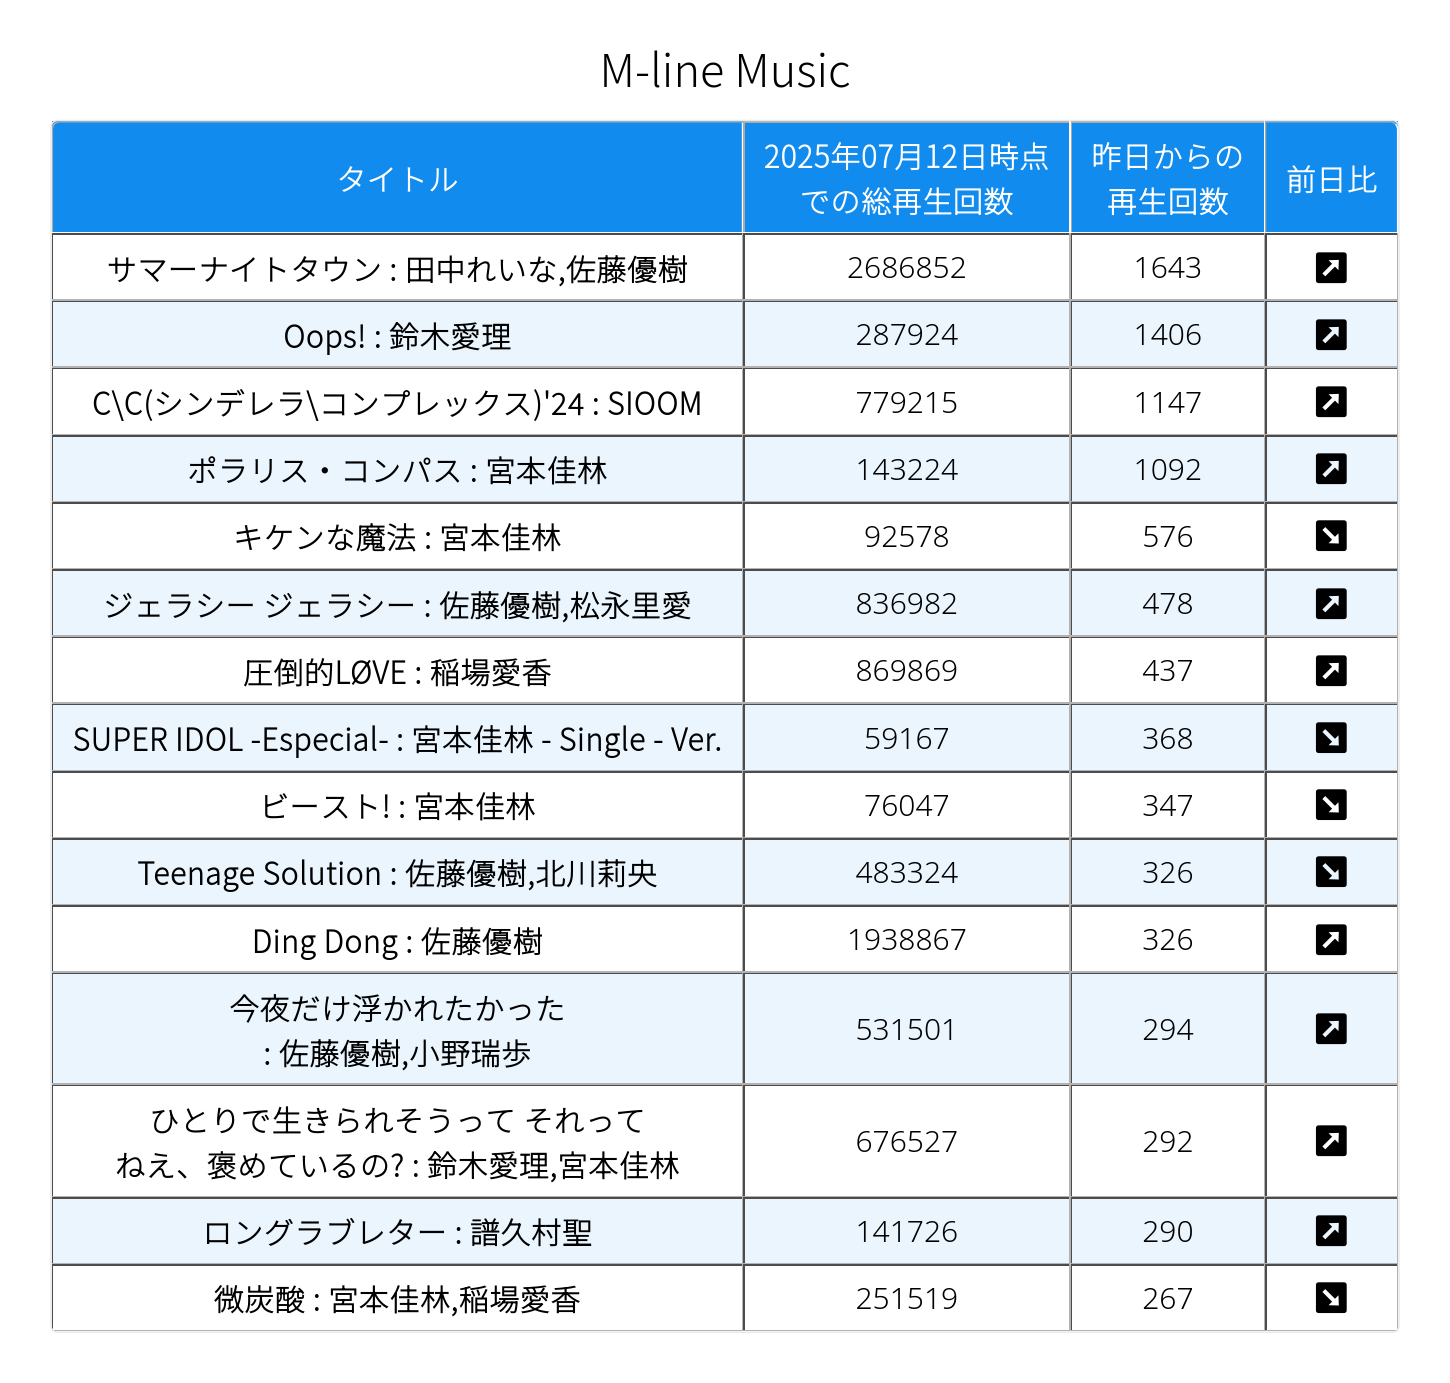 M-line Music
タイトル
2025年07月12日時点
での総再生回数
昨日からの
再生回数
前日比
サマーナイトタウン : 田中れいな,佐藤優樹 2686852 1643
Oops! : 鈴木愛理 287924 1406
C\C(シンデレラ\コンプレックス)'24 : SIOOM 779215 1147
ポラリス・コンパス : 宮本佳林 143224 1092
キケンな魔法 : 宮本佳林 92578 576
ジェラシー ジェラシー : 佐藤優樹,松永里愛 836982 478
圧倒的LØVE : 稲場愛香 869869 437
SUPER IDOL -Especial- : 宮本佳林 - Single - Ver. 59167 368
ビースト! : 宮本佳林 76047 347
Teenage Solution : 佐藤優樹,北川莉央 483324 326
Ding Dong : 佐藤優樹 1938867 326
今夜だけ浮かれたかった
: 佐藤優樹,小野瑞歩 531501 294
ひとりで生きられそうって それって
ねえ、褒めているの? : 鈴木愛理,宮本佳林 676527 292
ロングラブレター : 譜久村聖 141726 290
微炭酸 : 宮本佳林,稲場愛香 251519 267